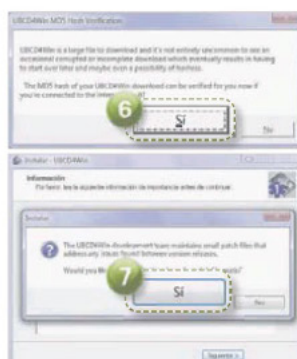 UBCD4Win MD5 Hash Verification
UBCD4Win is a large file to download and it's not entirely uncommon to see an
occasional corrupted or incomplete download which eventually results in having
to start over later and maybe even a possibility of
The MD5 hash of your UBCD4Win download can be verified for you now if
you're connected to the
6
Sí
No
Instalar - UBCD4Win
Información
Por favor, lea la siguiente información de importancia antes de continuar.
Instalar
The UBCD4Win development team maintains small patch files that
address any issues found between version releases.
Would you
7
Sí
No
Siguiente >